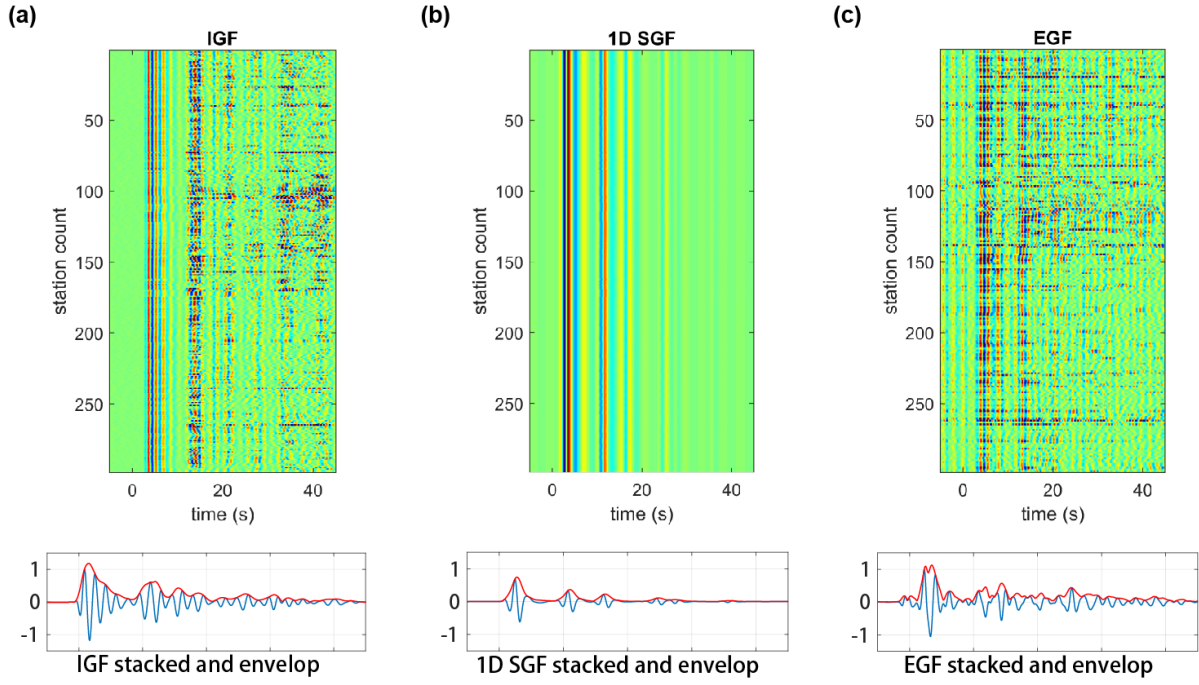 (a)
IGF
50
100
150
200
250
station count
0
20
40
time (s)
1
0
-1
IGF stacked and envelop
(b)
1D SGF
50
100
150
200
250
station count
0
20
40
time (s)
1
0
-1
1D SGF stacked and envelop
(c)
EGF
50
100
150
200
250
station count
0
20
40
time (s)
1
0
-1
EGF stacked and envelop